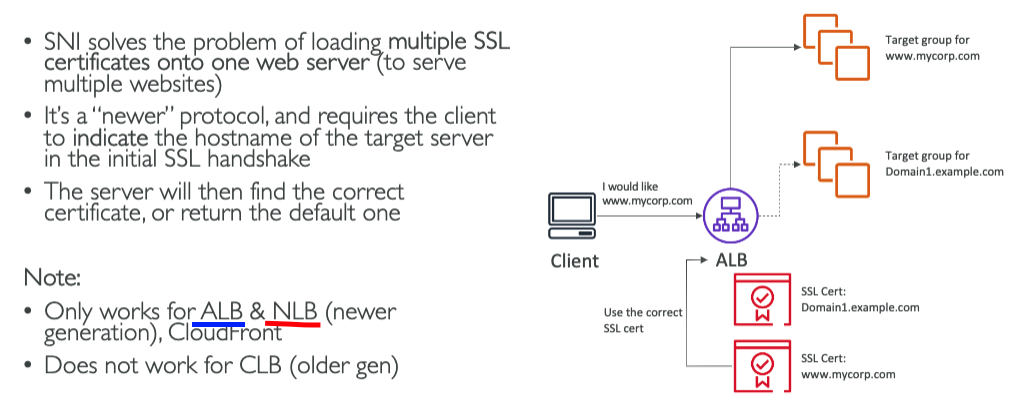 • SNI solves the problem of loading multiple SSL
certificates onto one web server (to serve
multiple websites)
• It's a "newer" protocol, and requires the client
to indicate the hostname of the target server
in the initial SSL handshake
• The server will then find the correct
certificate, or return the default one
Note:
• Only works for ALB & NLB (newer
generation), CloudFront
• Does not work for CLB (older gen)
Target group for
www.mycorp.com
Target group for
Domain1.example.com
I would like
www.mycorp.com
Client
ALB
Use the correct
SSL cert
SSL Cert:
Domain1.example.com
SSL Cert:
www.mycorp.com